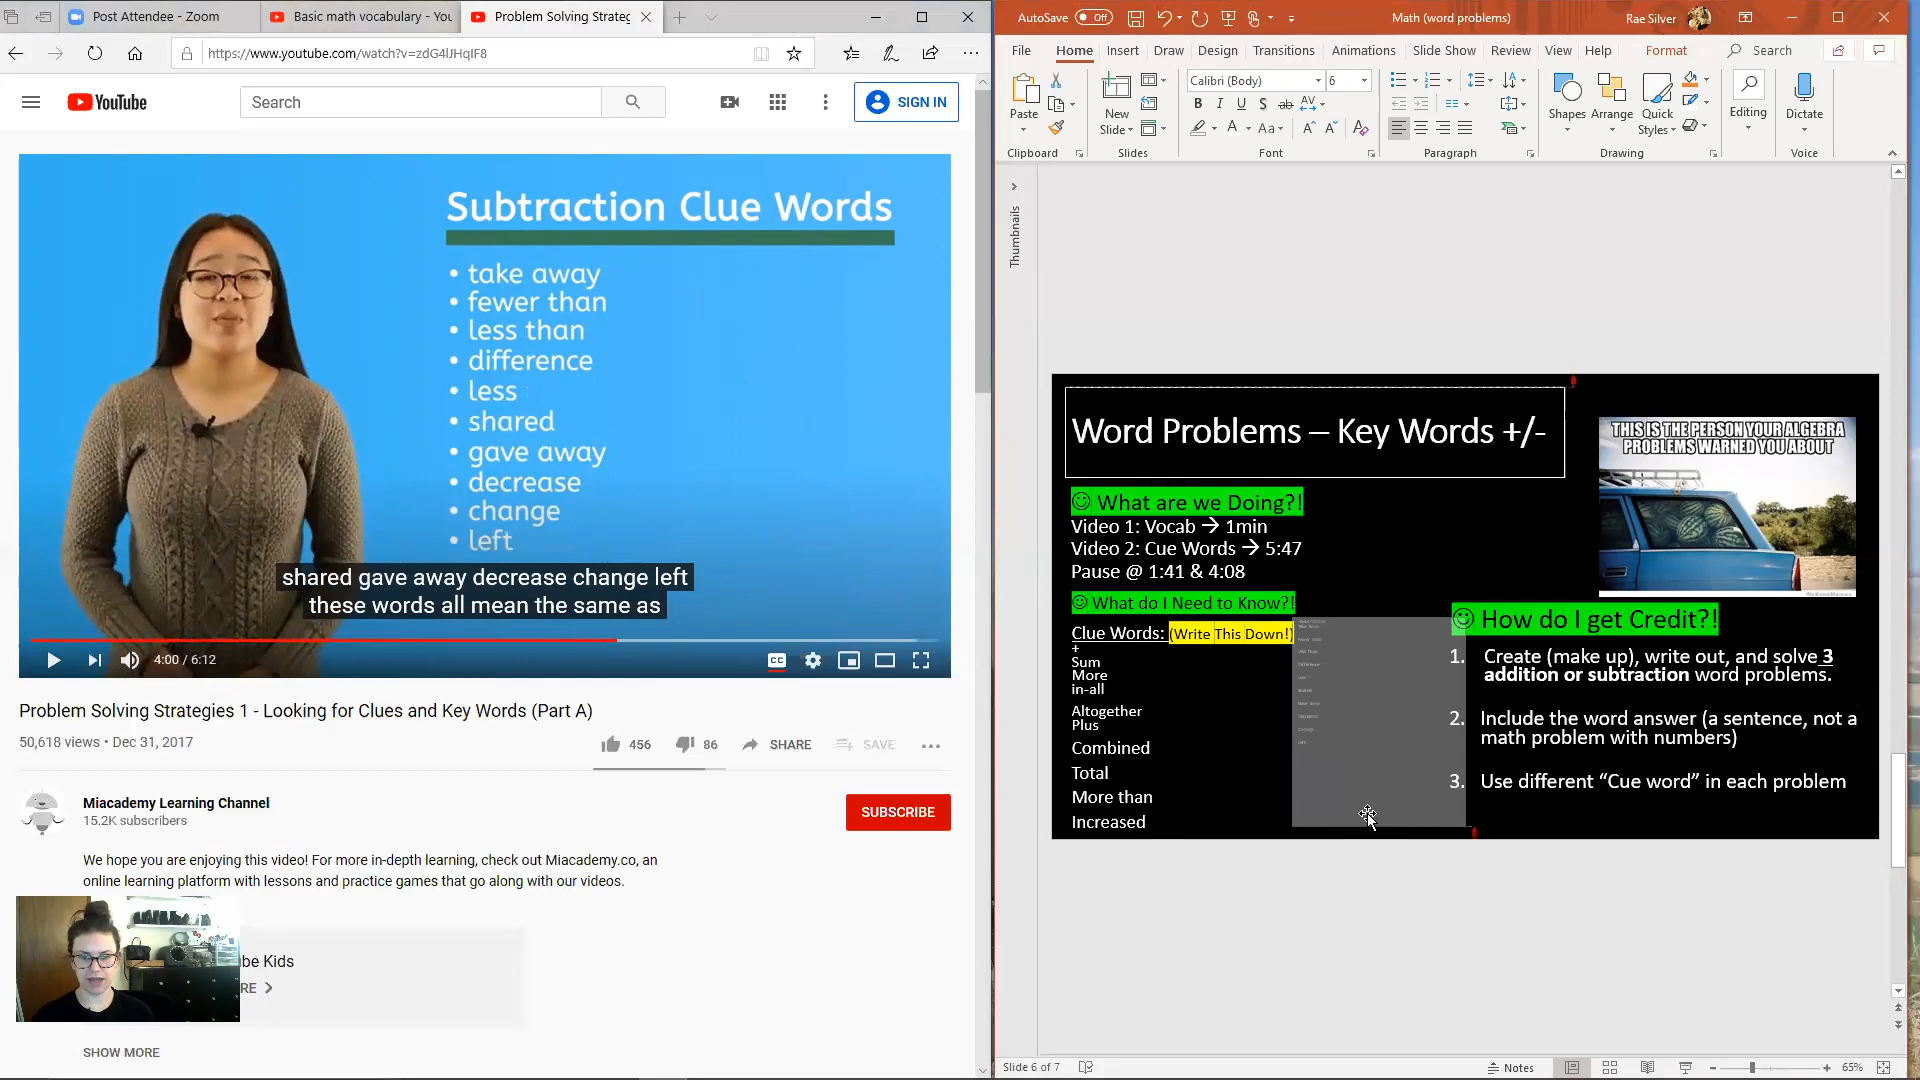 Post Attendee - Zoom
Basic math vocabulary - You
Problem Solving Strateg
https://www.youtube.com/watch?v=zdG4lJHqIF8
YouTube
Search
SIGN IN
Subtraction Clue Words
• take away
• fewer than
• less than
• difference
• less
• shared
• gave away
• decrease
• change
• left
shared gave away decrease change left
these words all mean the same as
4:00 / 6:12
CC
Problem Solving Strategies 1 - Looking for Clues and Key Words (Part A)
50,618 views • Dec 31, 2017
456
86
SHARE
SAVE
Miacademy Learning Channel
15.2K subscribers
SUBSCRIBE
We hope you are enjoying this video! For more in-depth learning, check out Miacademy.co, an
online learning platform with lessons and practice games that go along with our videos.
be Kids
RE
SHOW MORE
AutoSave Off
Math (word problems)
Rae Silver
File Home Insert Draw Design Transitions Animations Slide Show Review View Help Format Search
Calibri (Body) 6
Paste
New
Slide
Shapes
Arrange
Quick
Styles
Editing
Dictate
Clipboard
Slides
Font
Paragraph
Drawing
Voice
Thumbnails
Word Problems – Key Words +/-
THIS IS THE PERSON YOUR ALGEBRA
PROBLEMS WARNED YOU ABOUT
☺ What are we Doing?!
Video 1: Vocab → 1min
Video 2: Cue Words → 5:47
Pause @ 1:41 & 4:08
☺ What do I Need to Know?!
Clue Words: (Write This Down!)
+
Sum
More
in-all
Altogether
Plus
Combined
Total
More than
Increased
☺ How do I get Credit?!
1. Create (make up), write out, and solve 3
addition or subtraction word problems.
2. Include the word answer (a sentence, not a
math problem with numbers)
3. Use different “Cue word” in each problem
Slide 6 of 7
Notes
65%